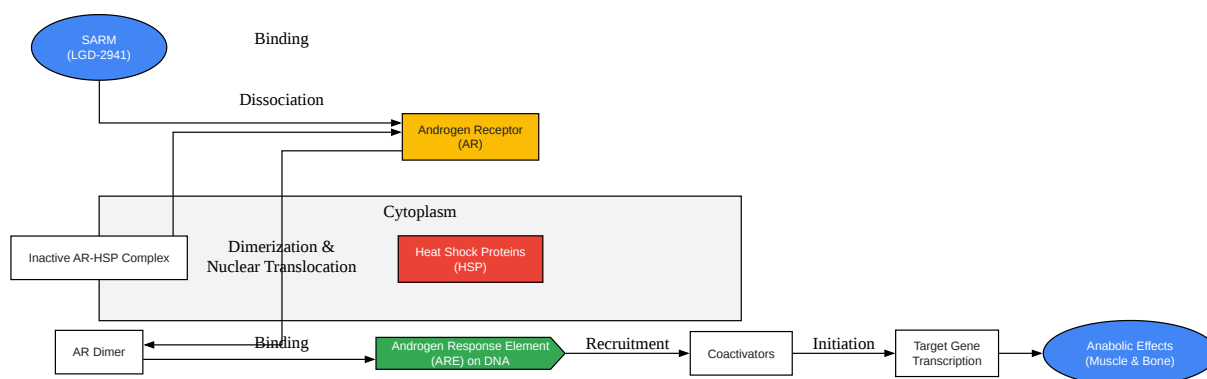 SARM
(LGD-2941)
Binding
Dissociation
Androgen Receptor
(AR)
Cytoplasm
Inactive AR-HSP Complex
Dimerization &
Nuclear Translocation
Heat Shock Proteins
(HSP)
AR Dimer
Binding
Androgen Response Element
(ARE) on DNA
Recruitment
Coactivators
Initiation
Target Gene
Transcription
Anabolic Effects
(Muscle & Bone)